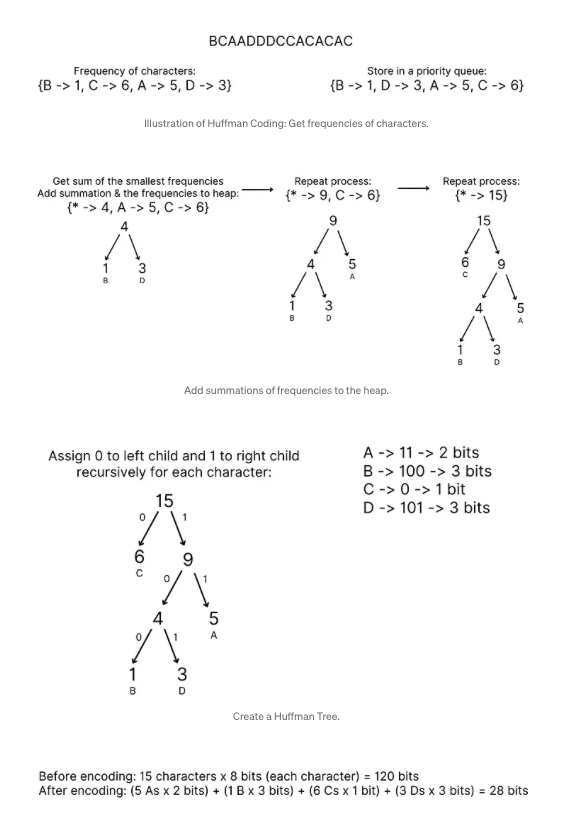 BCAADDDCCACACAC
Frequency of characters:
{B -> 1, C -> 6, A -> 5, D -> 3}
Store in a priority queue:
{B -> 1, D -> 3, A -> 5, C -> 6}
Illustration of Huffman Coding: Get frequencies of characters.
Get sum of the smallest frequencies
Add summation & the frequencies to heap:
{* -> 4, A -> 5, C -> 6}
4
1 3
B D
Repeat process:
{* -> 9, C -> 6}
9
4 5
A
1 3
B D
Repeat process:
{* -> 15}
15
6 9
C
4 5
A
1 3
B D
Add summations of frequencies to the heap.
Assign 0 to left child and 1 to right child
recursively for each character:
15
0 1
6 9
C
0 1
4 5
A
0 1
1 3
B D
A -> 11 -> 2 bits
B -> 100 -> 3 bits
C -> 0 -> 1 bit
D -> 101 -> 3 bits
Create a Huffman Tree.
Before encoding: 15 characters x 8 bits (each character) = 120 bits
After encoding: (5 As x 2 bits) + (1 B x 3 bits) + (6 Cs x 1 bit) + (3 Ds x 3 bits) = 28 bits